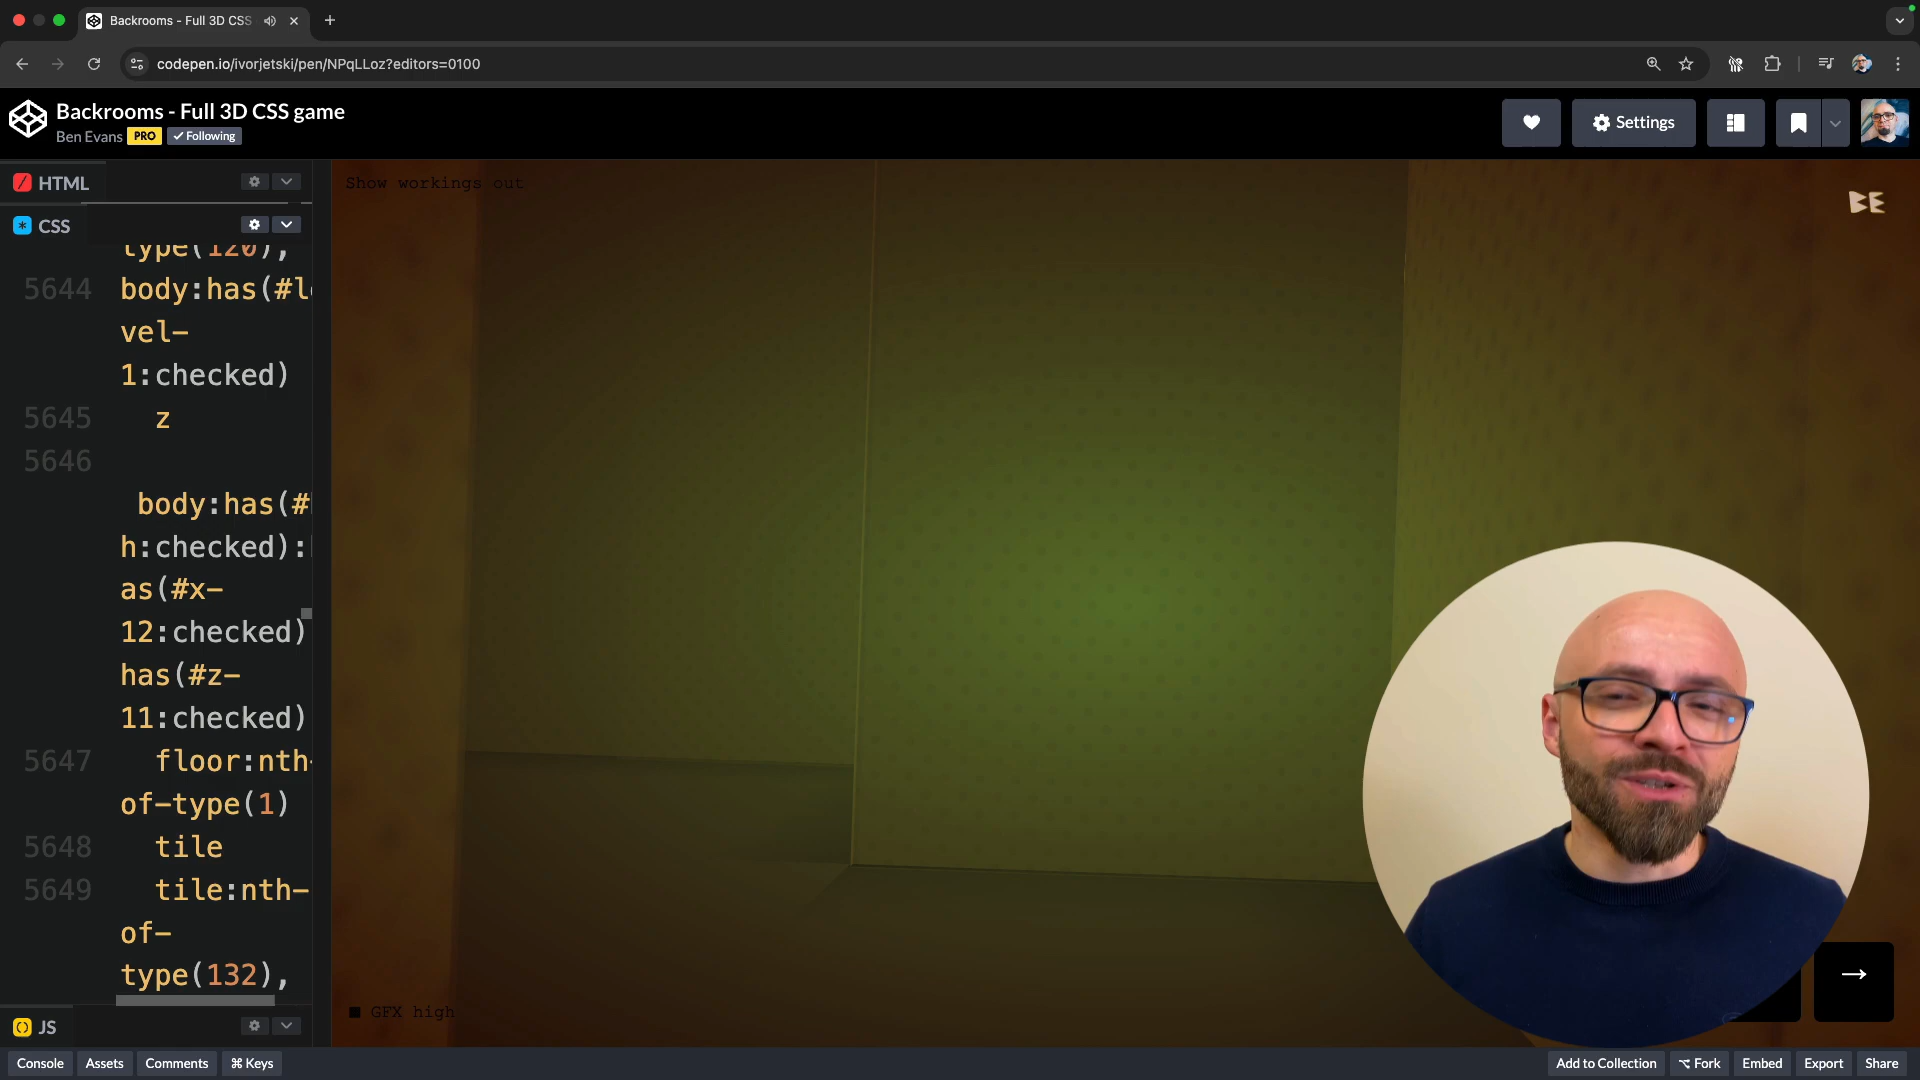 Backrooms - Full 3D CSS
codepen.io/ivorjetski/pen/NPqLLoz?editors=0100
Backrooms - Full 3D CSS game
Ben Evans PRO Following
Settings
HTML
CSS
Show workings out
BE
type(120),
5644 body:has(#l
vel-
1:checked)
5645 z
5646
body:has(#
h:checked):
as(#x-
12:checked)
has(#z-
11:checked)
5647 floor:nth-
of-type(1)
5648 tile
5649 tile:nth-
of-
type(132),
→
GFX high
JS
Console Assets Comments ⌘ Keys
Add to Collection Fork Embed Export Share